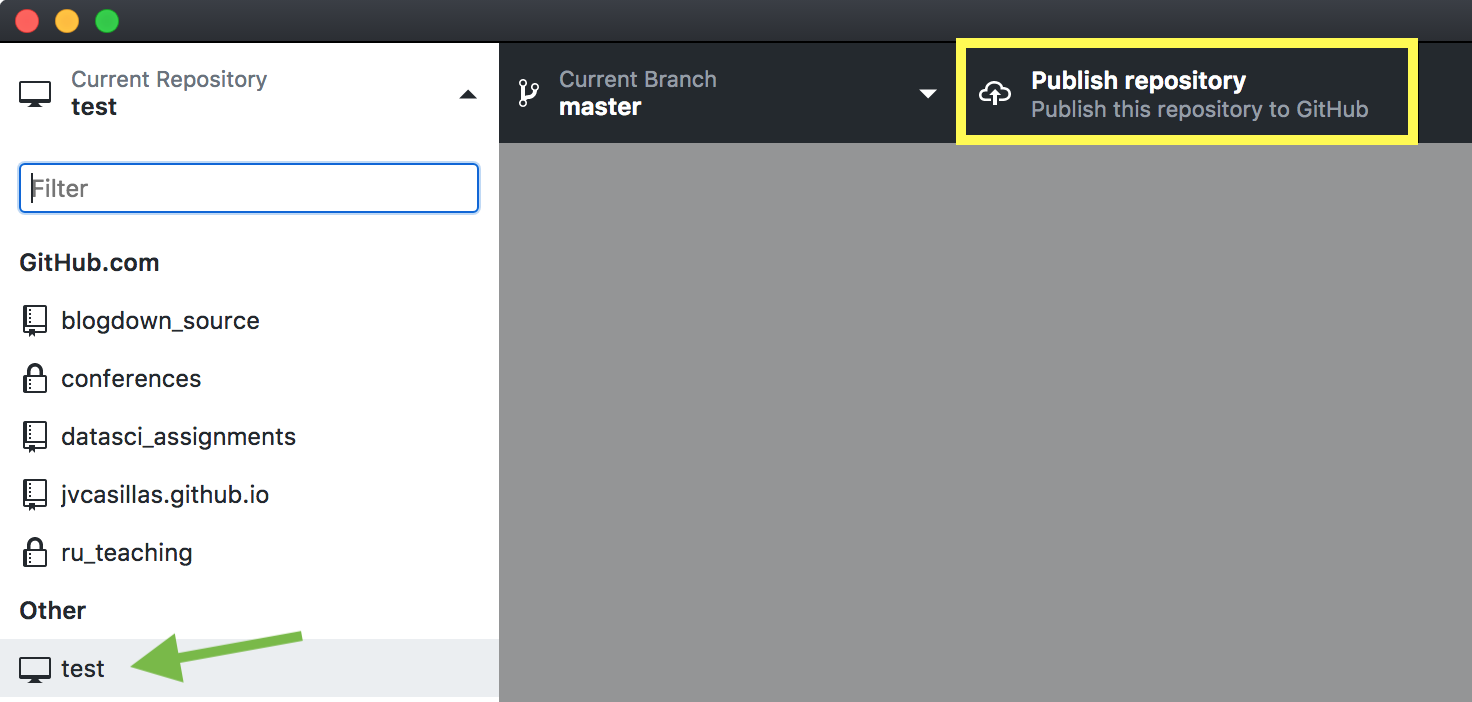 Current Repository
test
Current Branch
master
Publish repository
Publish this repository to GitHub
Filter
GitHub.com
blogdown_source
conferences
datasci_assignments
jvcasillas.github.io
ru_teaching
Other
test